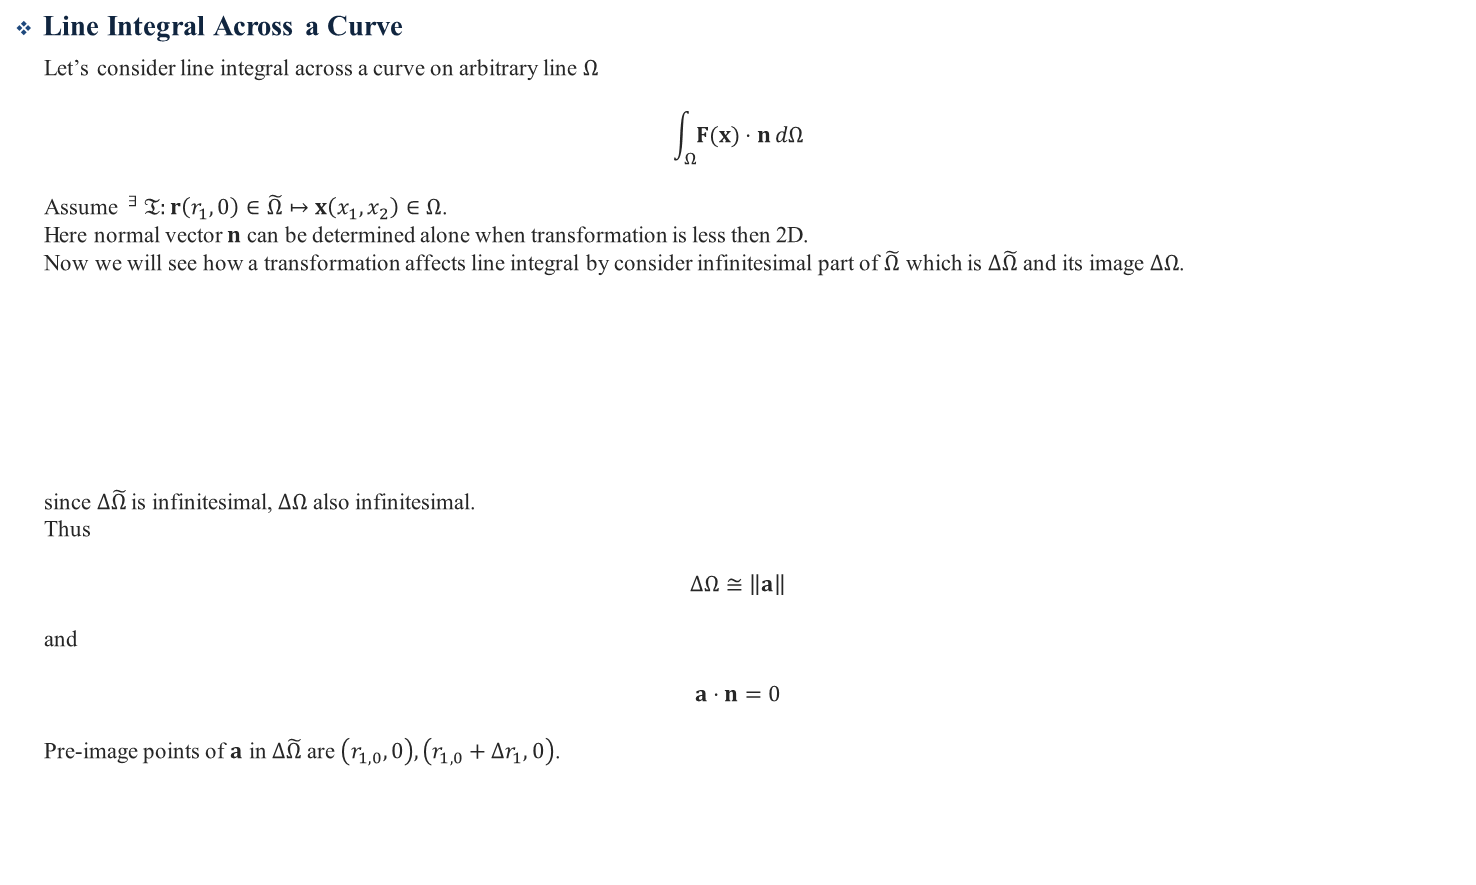 ❖ Line Integral Across a Curve
Let’s consider line integral across a curve on arbitrary line Ω
∫_Ω 𝐅(𝐱) · 𝐧 𝑑Ω
Assume ^∃ 𝔗: 𝐫(𝑟₁, 0) ∈ Ω̃ ↦ 𝐱(𝑥₁, 𝑥₂) ∈ Ω.
Here normal vector 𝐧 can be determined alone when transformation is less then 2D.
Now we will see how a transformation affects line integral by consider infinitesimal part of Ω̃ which is ΔΩ̃ and its image ΔΩ.
since ΔΩ̃ is infinitesimal, ΔΩ also infinitesimal.
Thus
ΔΩ ≅ ‖𝐚‖
and
𝐚 · 𝐧 = 0
Pre-image points of 𝐚 in ΔΩ̃ are (𝑟₁,₀, 0), (𝑟₁,₀ + Δ𝑟₁, 0).